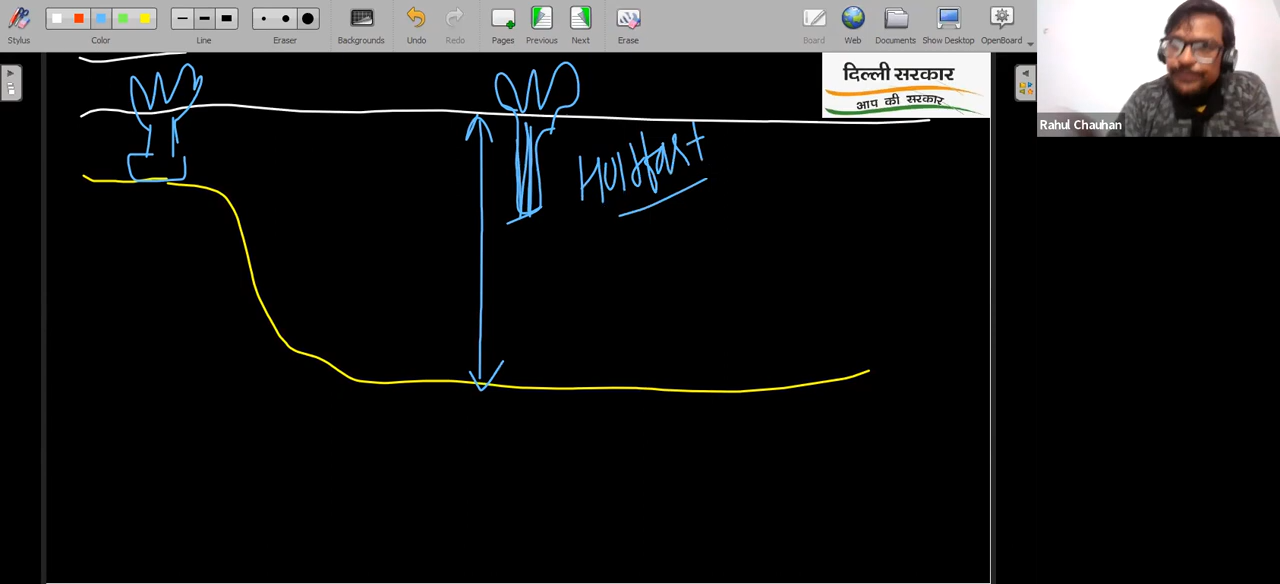 Stylus
Color
Line
Eraser
Backgrounds
Undo
Redo
Pages
Previous
Next
Erase
Board
Web
Documents
Show Desktop
OpenBoard
दिल्ली सरकार
आप की सरकार
Rahul Chauhan
Holdfast